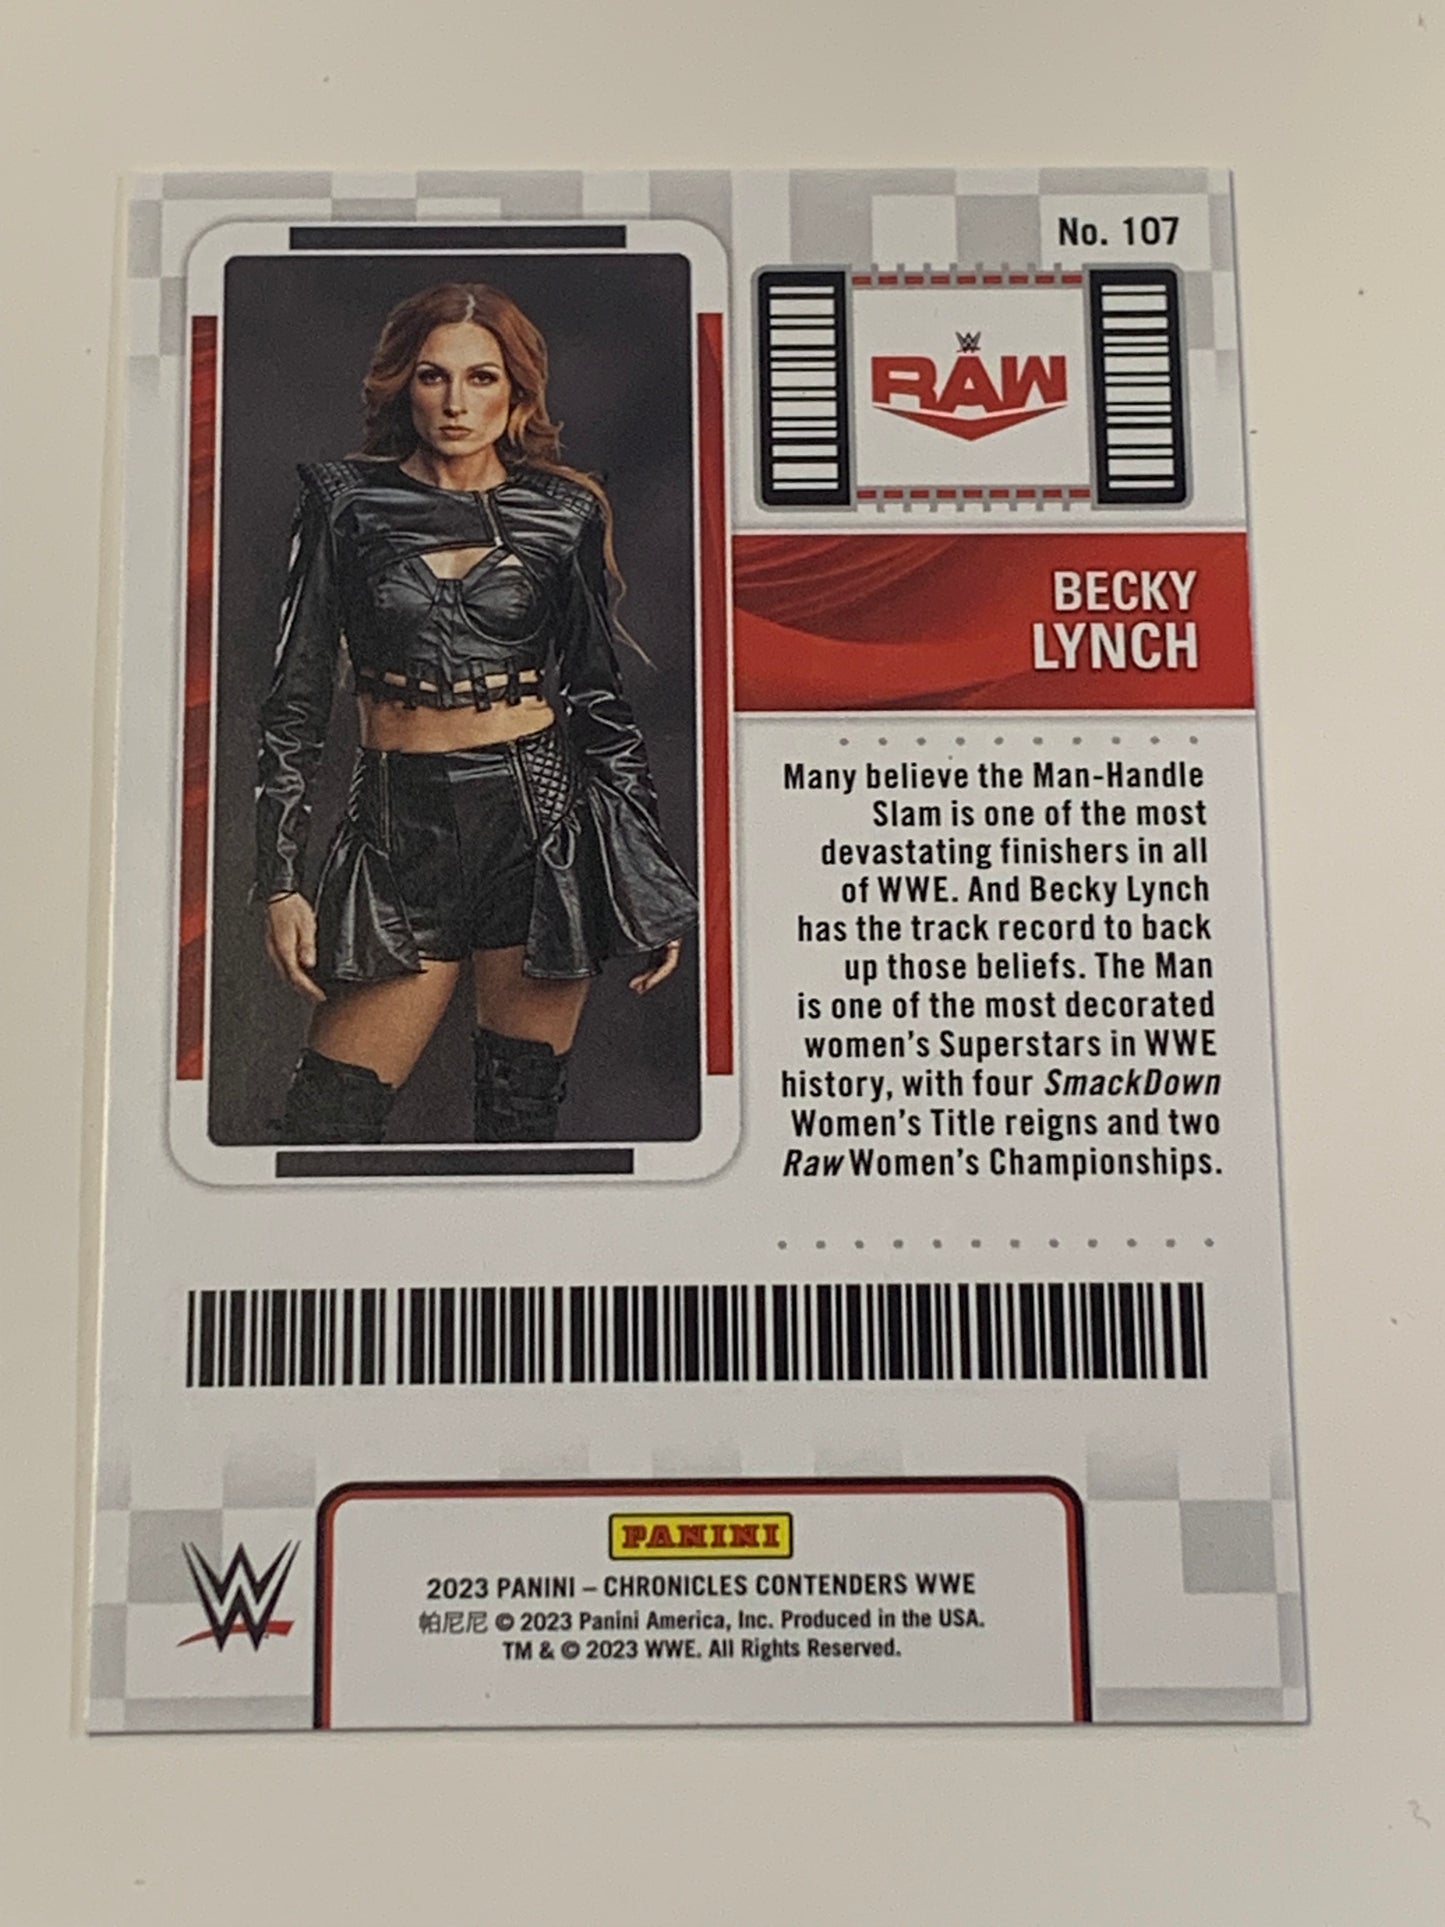 No. 107
W
RAW
BECKY
LYNCH
Many believe the Man-Handle
Slam is one of the most
devastating finishers in all
of WWE. And Becky Lynch
has the track record to back
up those beliefs. The Man
is one of the most decorated
women's Superstars in WWE
history, with four SmackDown
Women's Title reigns and two
Raw Women's Championships.
W
PANINI
2023 PANINI – CHRONICLES CONTENDERS WWE
帕尼尼 © 2023 Panini America, Inc. Produced in the USA.
TM & © 2023 WWE. All Rights Reserved.